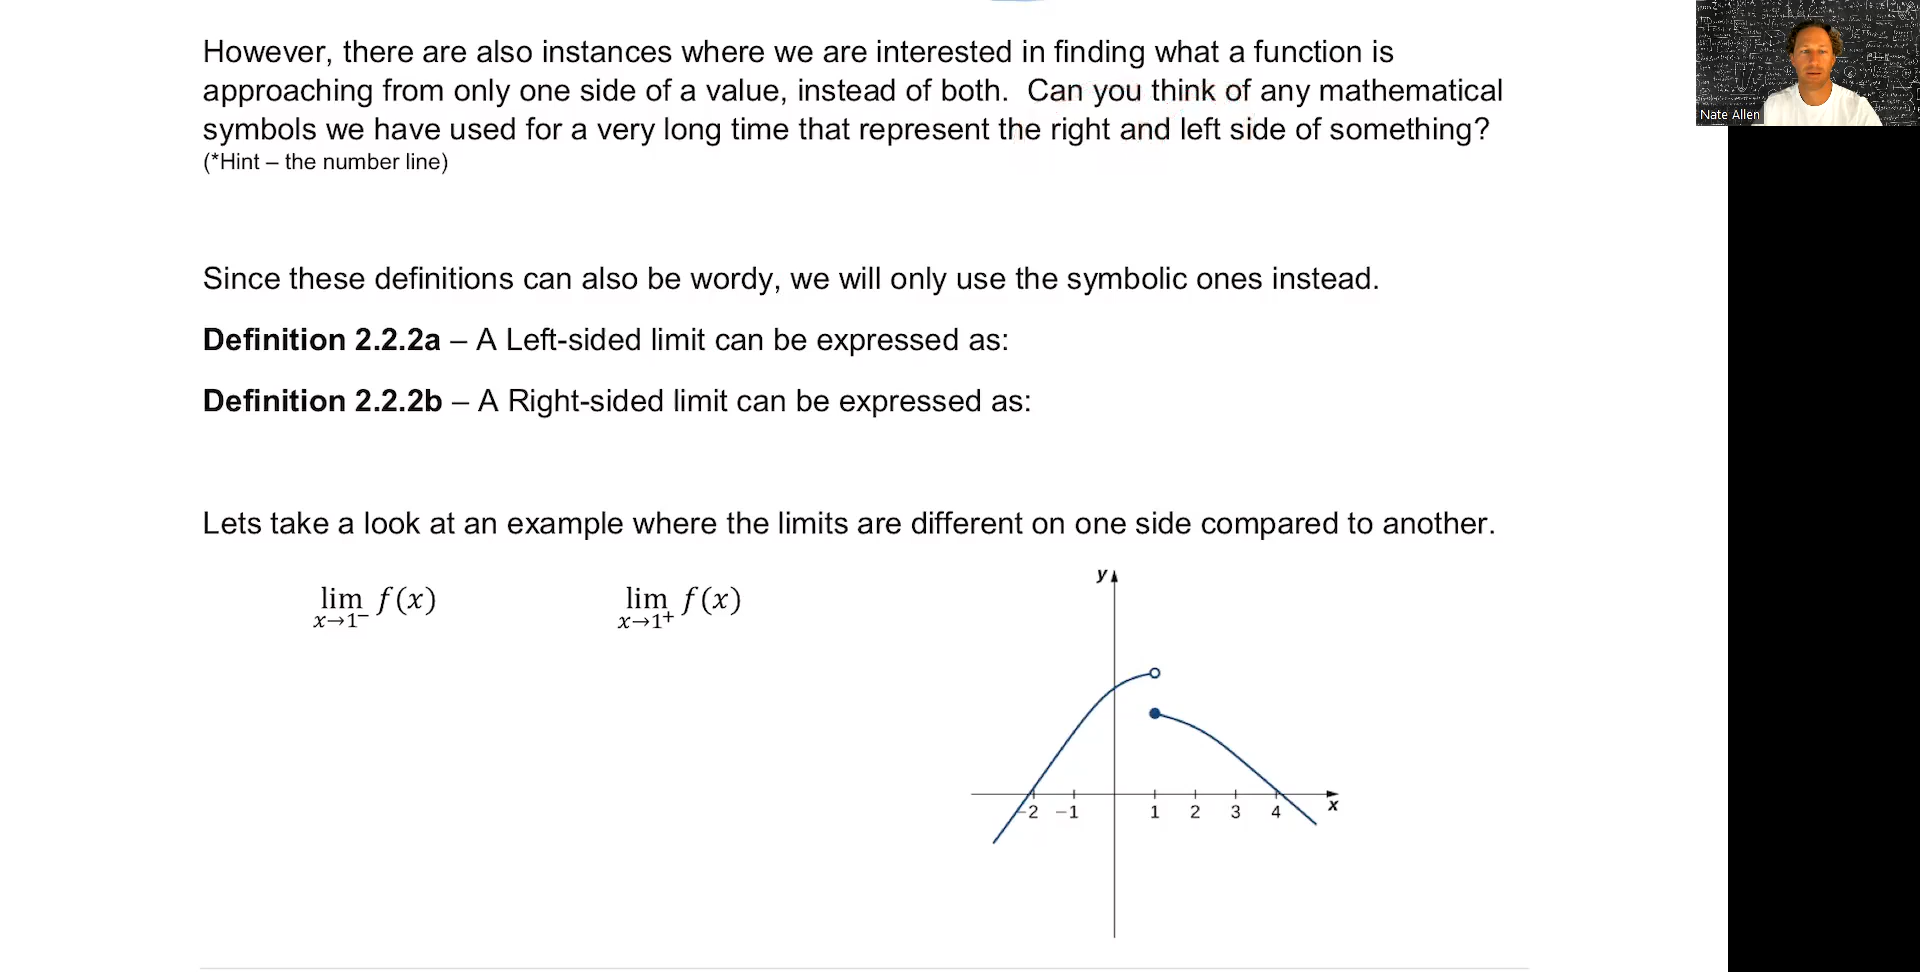 However, there are also instances where we are interested in finding what a function is
approaching from only one side of a value, instead of both.  Can you think of any mathematical
symbols we have used for a very long time that represent the right and left side of something?
(*Hint – the number line)
Since these definitions can also be wordy, we will only use the symbolic ones instead.
Definition 2.2.2a – A Left-sided limit can be expressed as:
Definition 2.2.2b – A Right-sided limit can be expressed as:
Lets take a look at an example where the limits are different on one side compared to another.
lim f(x)
x→1⁻
lim f(x)
x→1⁺
y
-2 −1 1 2 3 4 x
Nate Allen